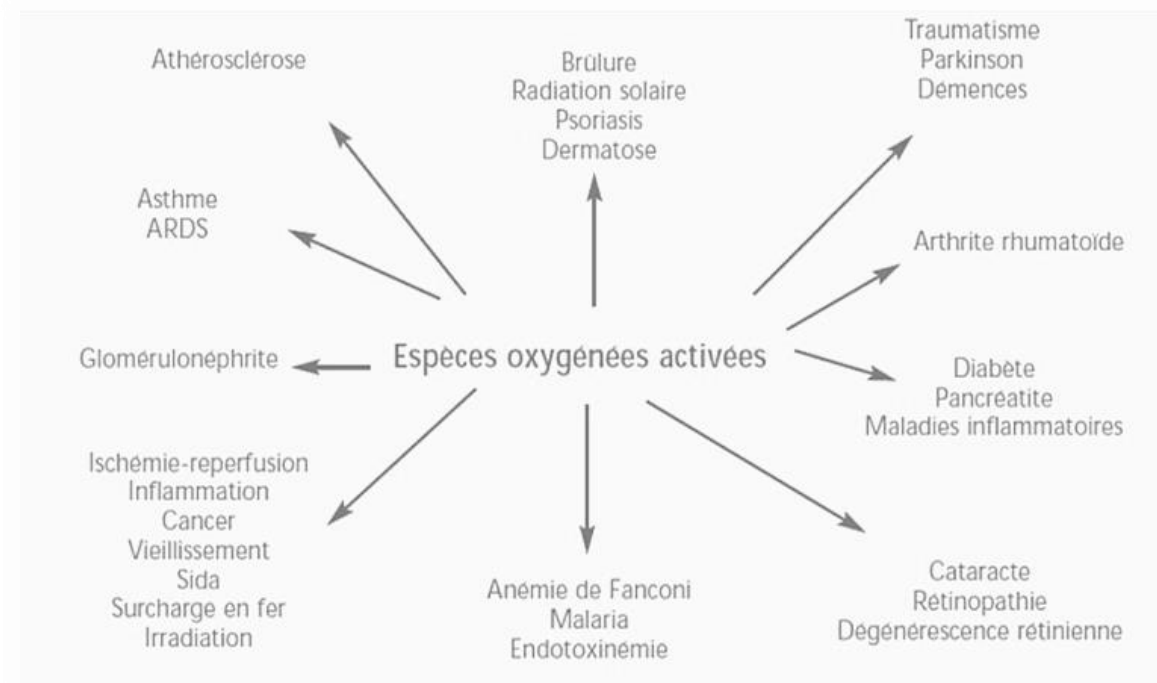 Athérosclérose
Brûlure
Radiation solaire
Psoriasis
Dermatose
Traumatisme
Parkinson
Démences
Asthme
ARDS
Arthrite rhumatoïde
Glomérulonéphrite
Espèces oxygénées activées
Diabète
Pancréatite
Maladies inflammatoires
Ischémie-reperfusion
Inflammation
Cancer
Vieillissement
Sida
Surcharge en fer
Irradiation
Anémie de Fanconi
Malaria
Endotoxinémie
Cataracte
Rétinopathie
Dégénérescence rétinienne